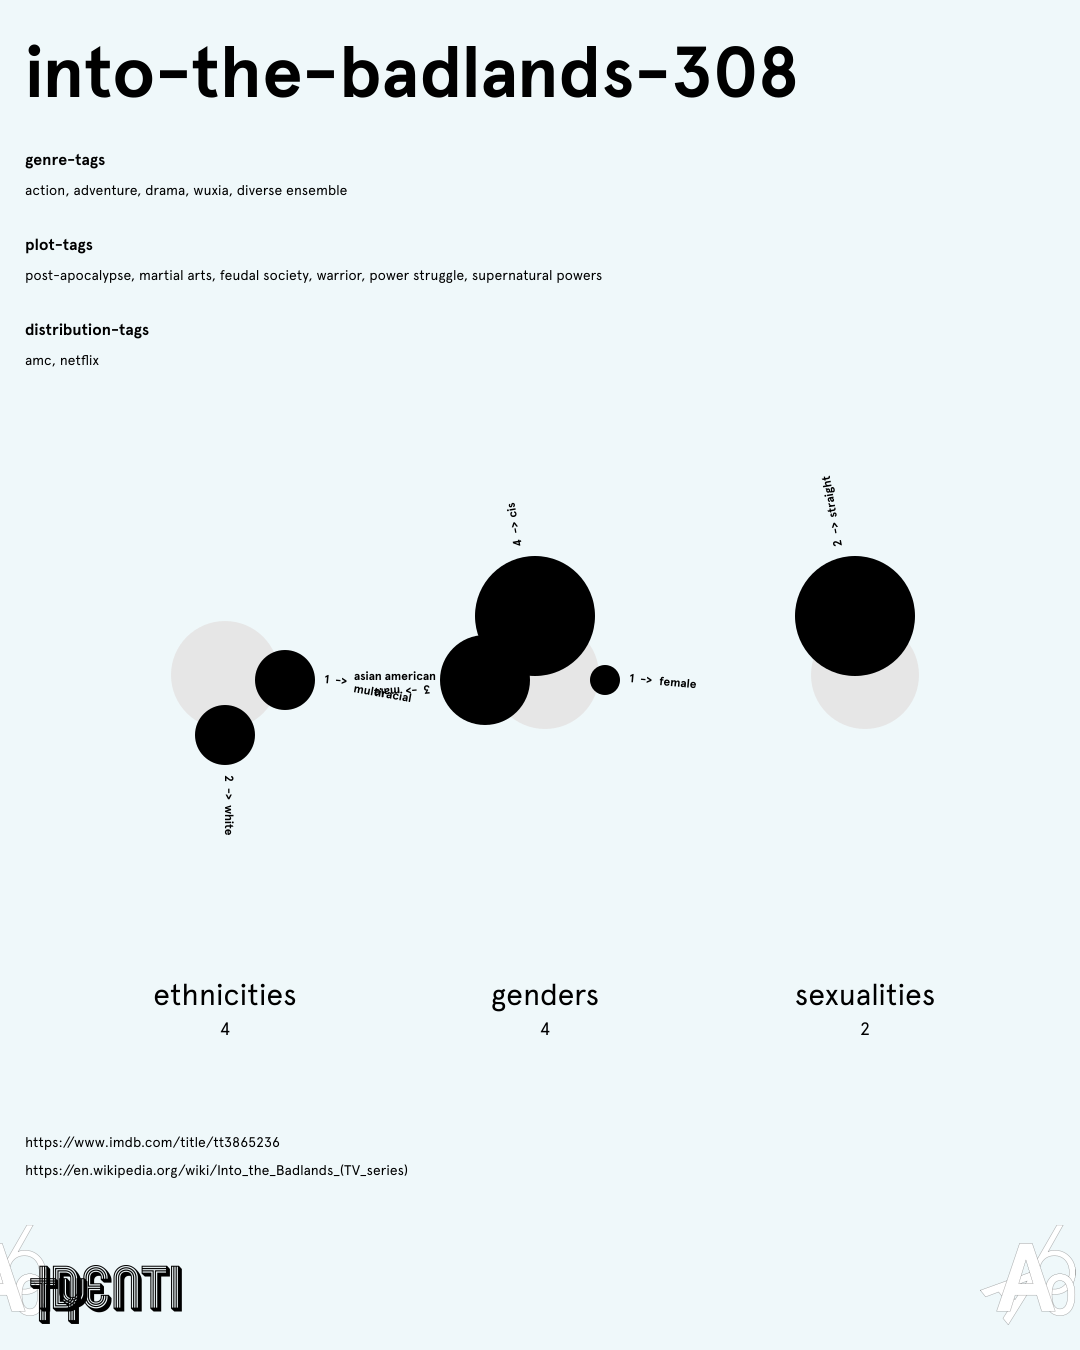 into-the-badlands-308
genre-tags
action, adventure, drama, wuxia, diverse ensemble
plot-tags
post-apocalypse, martial arts, feudal society, warrior, power struggle, supernatural powers
distribution-tags
amc, netflix
4 -> cis
2 -> straight
1 -> asian american
multiracial
3 -> man
1 -> female
2 -> white
ethnicities
4
genders
4
sexualities
2
https://www.imdb.com/title/tt3865236
https://en.wikipedia.org/wiki/Into_the_Badlands_(TV_series)
IDENTI